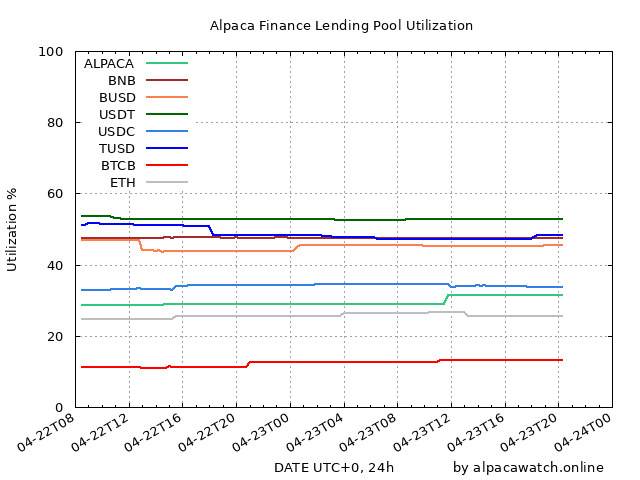 Alpaca Finance Lending Pool Utilization
100
80
60
40
20
0
Utilization %
ALPACA
BNB
BUSD
USDT
USDC
TUSD
BTCB
ETH
04-22T08
04-22T12
04-22T16
04-22T20
04-23T00
04-23T04
04-23T08
04-23T12
04-23T16
04-23T20
04-24T00
DATE UTC+0, 24h
by alpacawatch.online